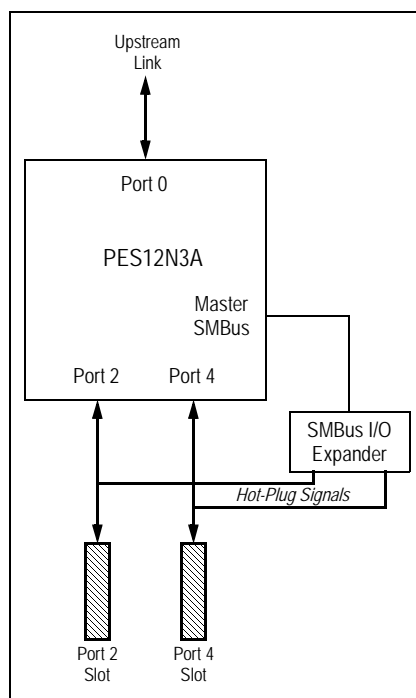 Upstream
Link
Port 0
PES12N3A
Master
SMBus
Port 2
Port 4
SMBus I/O
Expander
Hot-Plug Signals
Port 2
Slot
Port 4
Slot